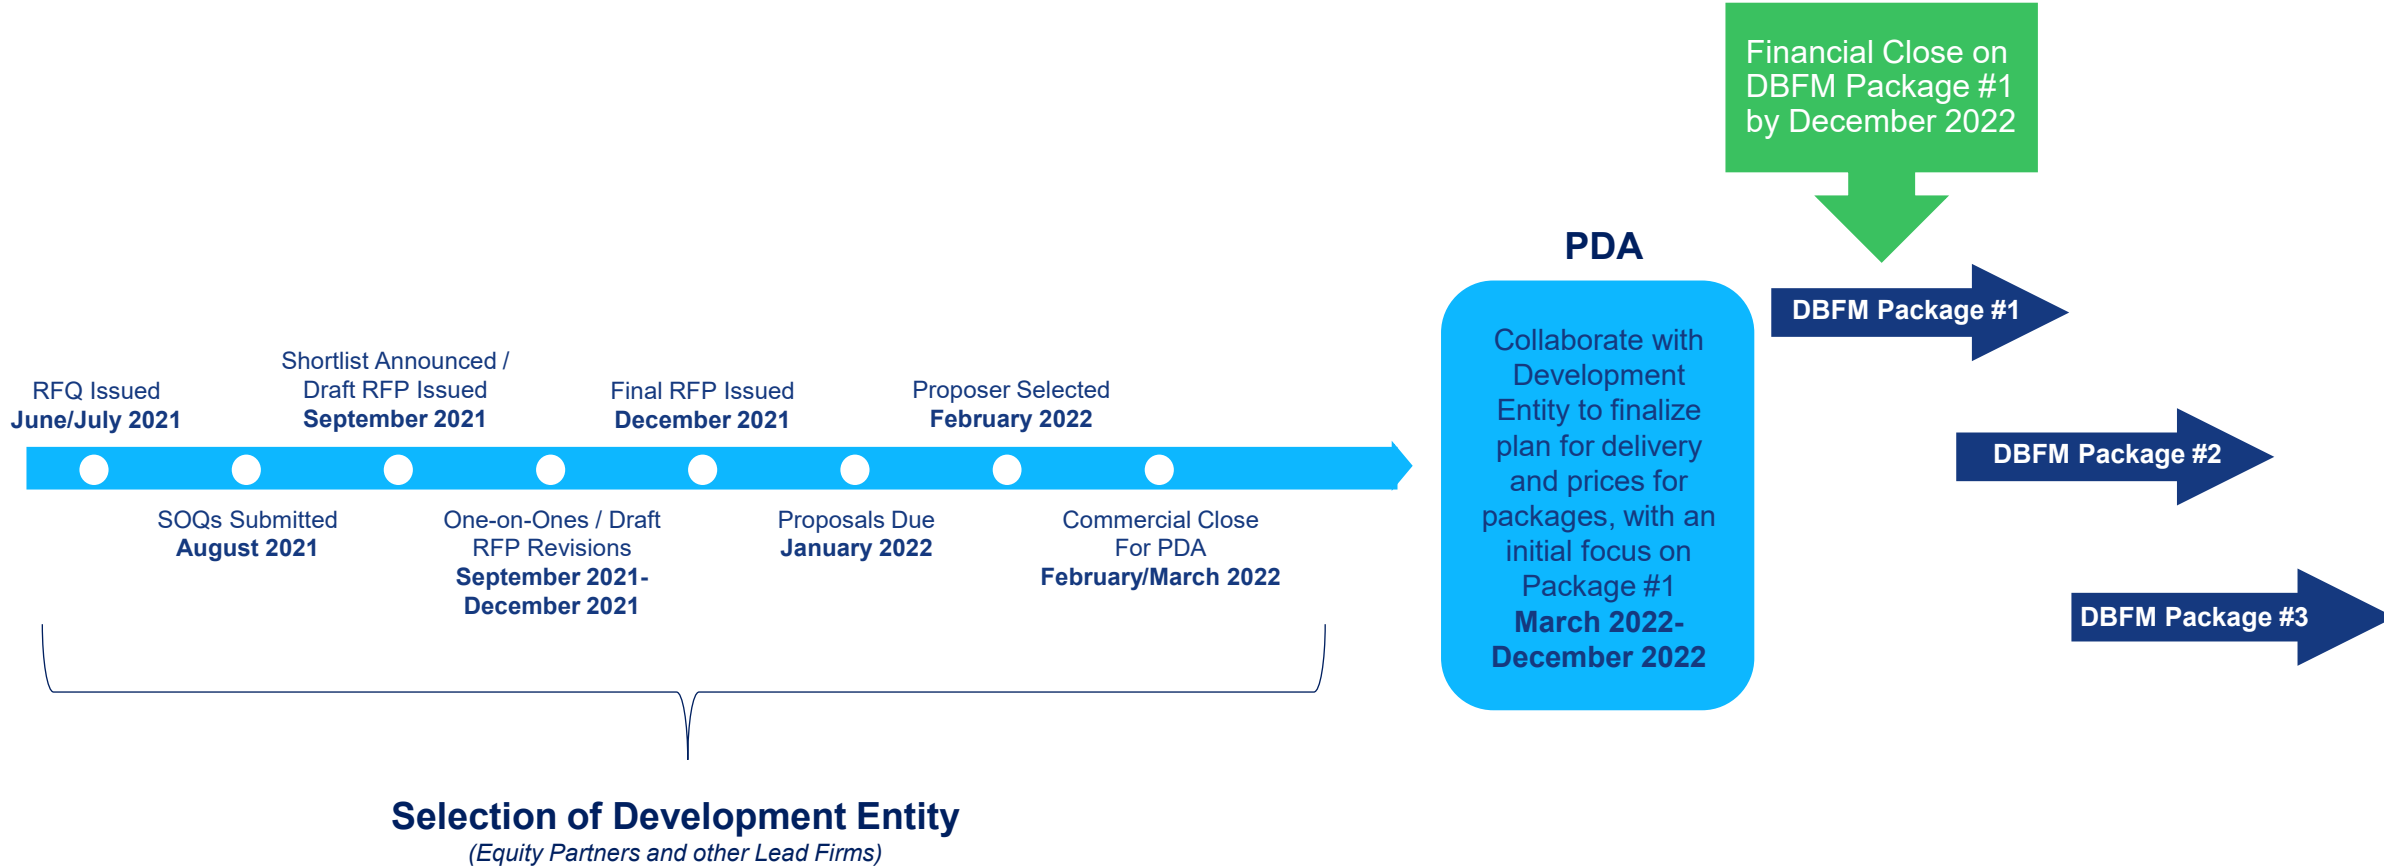 Financial Close on
DBFM Package #1
by December 2022
PDA
DBFM Package #1
Collaborate with
Development
Entity to finalize
plan for delivery
and prices for
packages, with an
initial focus on
Package #1
March 2022-
December 2022
DBFM Package #2
DBFM Package #3
RFQ Issued
June/July 2021
Shortlist Announced /
Draft RFP Issued
September 2021
Final RFP Issued
December 2021
Proposer Selected
February 2022
SOQs Submitted
August 2021
One-on-Ones / Draft
RFP Revisions
September 2021-
December 2021
Proposals Due
January 2022
Commercial Close
For PDA
February/March 2022
Selection of Development Entity
(Equity Partners and other Lead Firms)